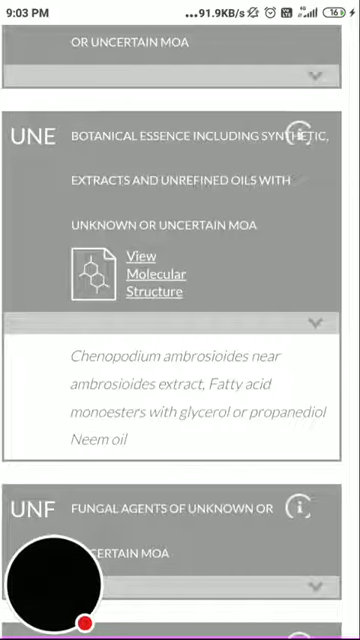 9:03 PM ...91.9KB/s 4G 16
OR UNCERTAIN MOA
UNE BOTANICAL ESSENCE INCLUDING SYNTHETIC,
EXTRACTS AND UNREFINED OILS WITH
UNKNOWN OR UNCERTAIN MOA
View
Molecular
Structure
Chenopodium ambrosioides near
ambrosioides extract, Fatty acid
monoesters with glycerol or propanediol
Neem oil
UNF FUNGAL AGENTS OF UNKNOWN OR
CERTAIN MOA